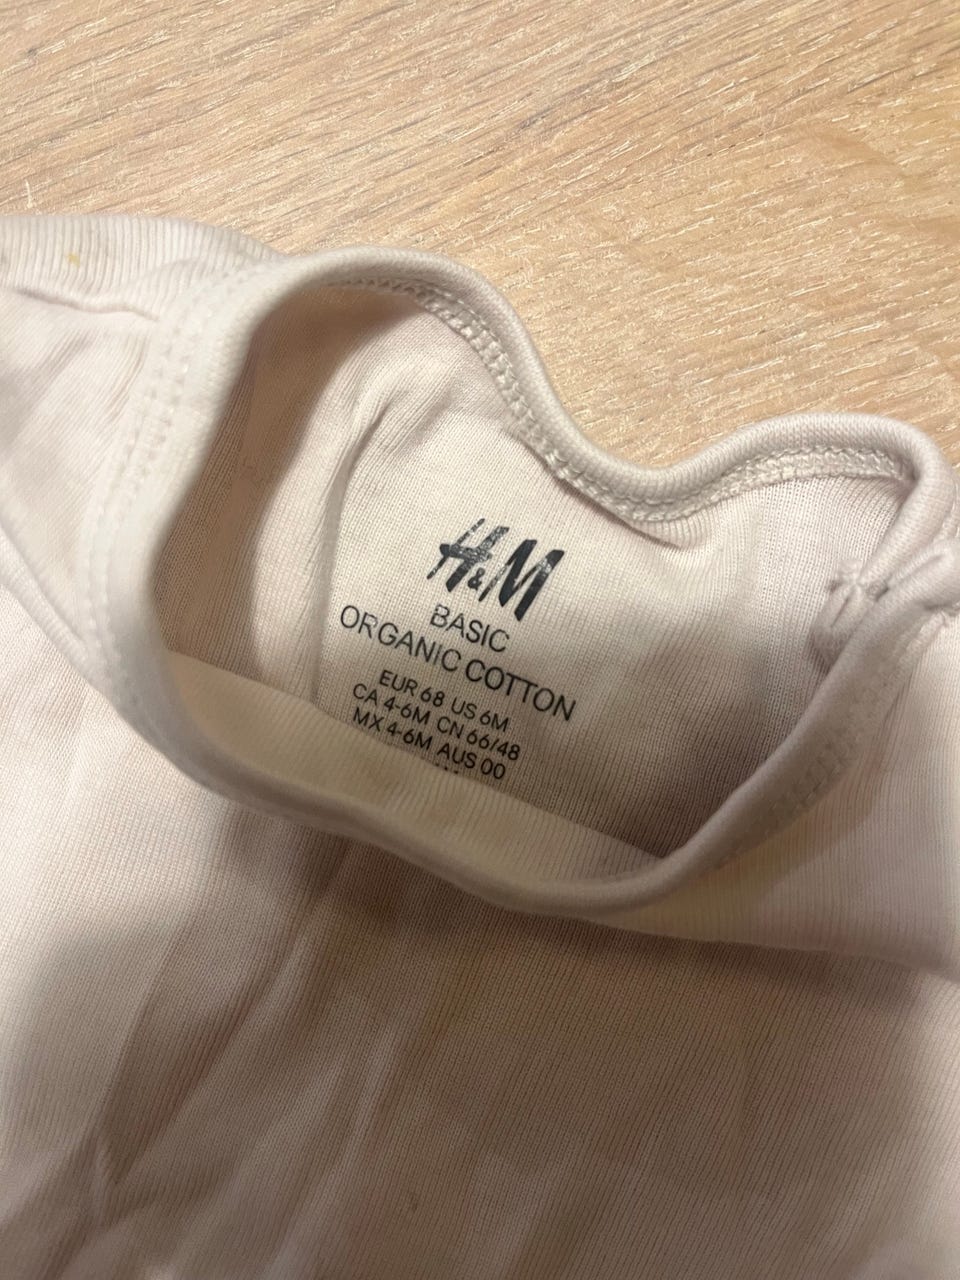 H&M
BASIC
ORGANIC COTTON
EUR 68 US 6M
CA 4-6M CN 66/48
MX 4-6M AUS 00